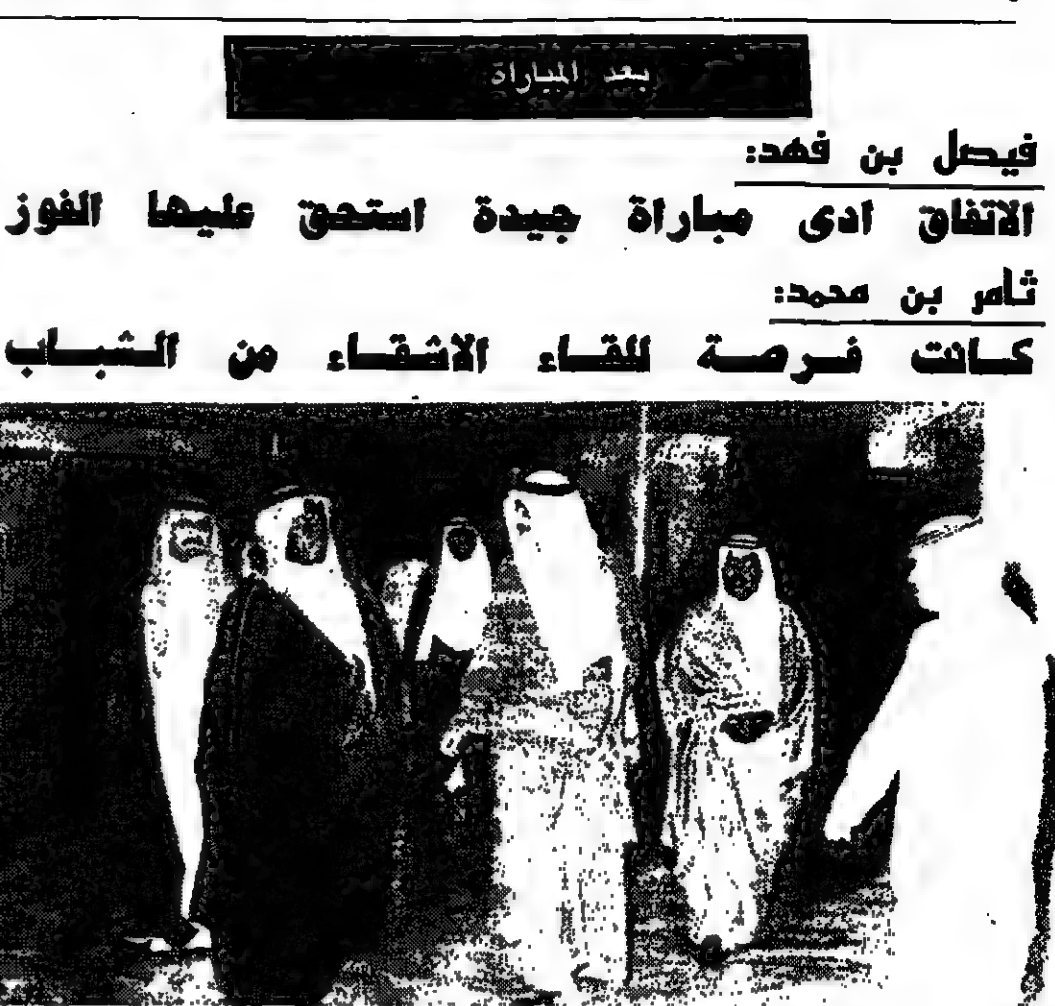 بعد المباراة
فيصل بن فهد:
الاتفاق ادى مباراة جيدة استحق عليها الفوز
ثامر بن محمد:
كانت فرصة للقاء الاشقاء من الشباب